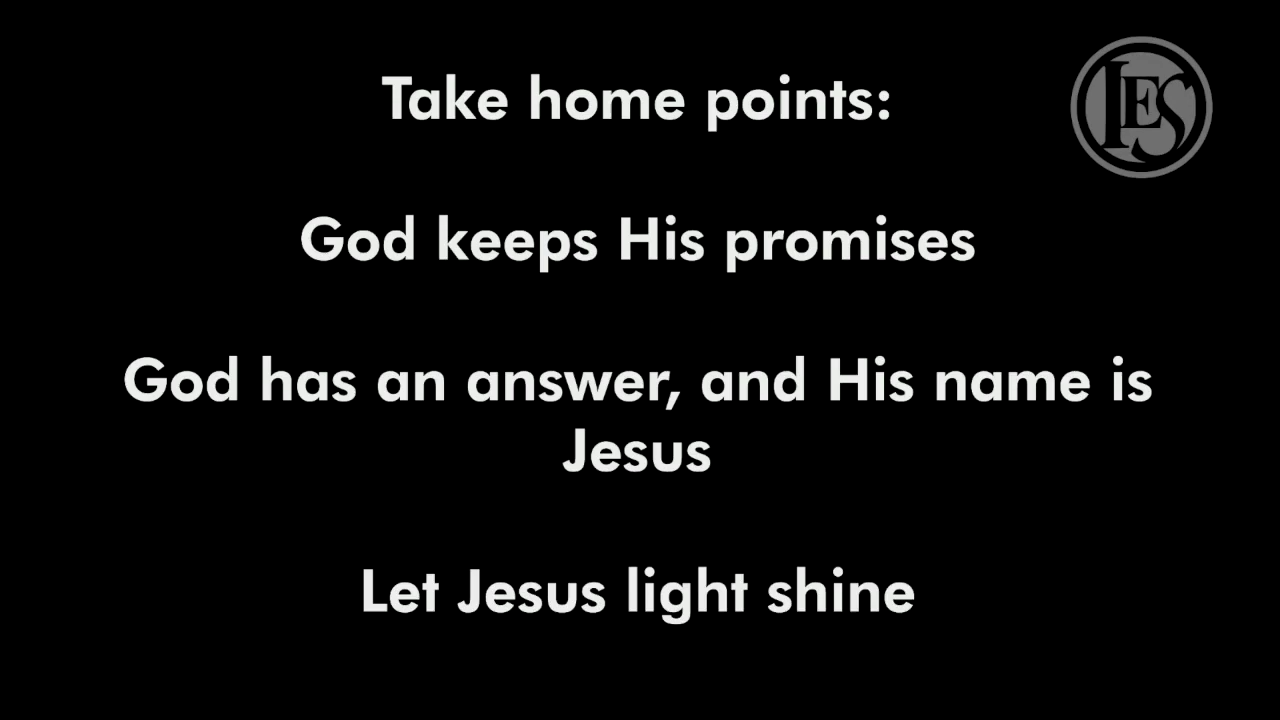 Take home points:
IES
God keeps His promises
God has an answer, and His name is
Jesus
Let Jesus light shine